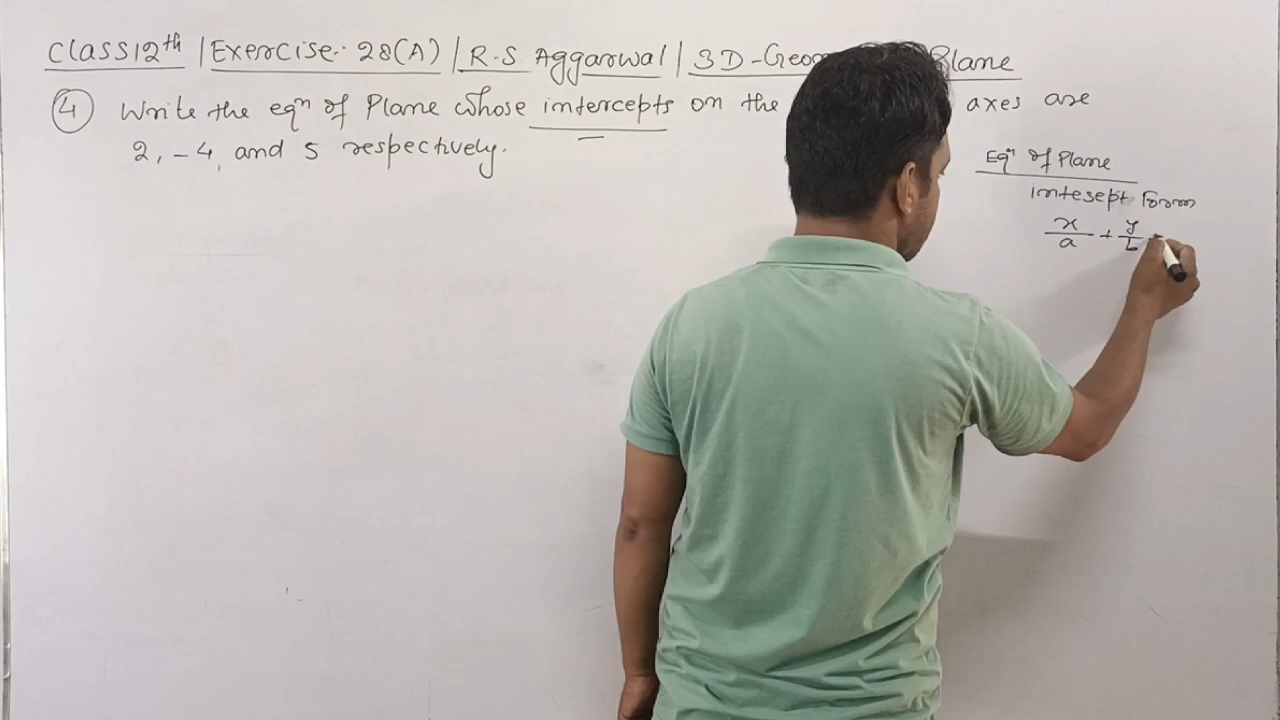 Class 12th | Exercise:- 28(A) | R.S Aggarwal | 3D-Geom Plane
④ Write the eqn of Plane whose intercepts on the axes are
2, -4, and 5 respectively.
Eqn of Plane
intesept Form
x/a + y/b